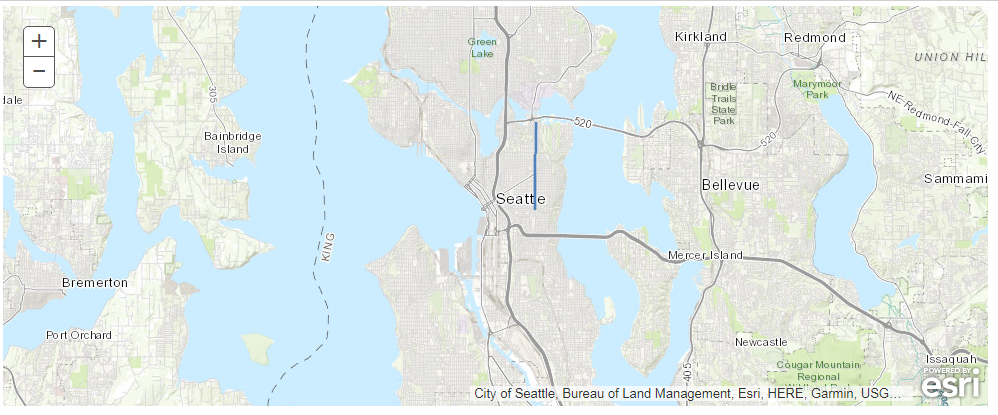 +
−
Green
Lake
Kirkland
Redmond
UNION HIL
Marymoor
Park
Bridle
Trails
State
Park
NE Redmond-Fall City-
305
dale
Bainbridge
Island
520
520
Sammami
Bellevue
Seattle
KING
Mercer Island
Bremerton
Port Orchard
Newcastle
Issaquah
Cougar Mountain
Regional
405
POWERED BY
esri
City of Seattle, Bureau of Land Management, Esri, HERE, Garmin, USG...